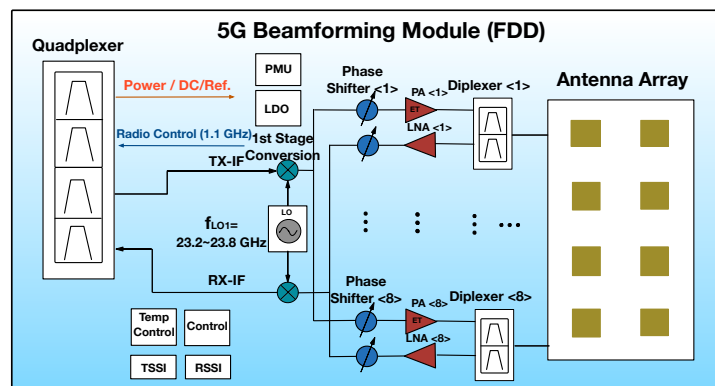 5G Beamforming Module (FDD)
Quadplexer
Power / DC/Ref.
PMU
LDO
Radio Control (1.1 GHz)
1st Stage
Conversion
TX-IF
LO
fLO1=
23.2~23.8 GHz
RX-IF
Temp
Control
Control
TSSI
RSSI
Phase
Shifter <1>
PA <1>
ET
LNA <1>
Diplexer <1>
Antenna Array
Phase
Shifter <8>
PA <8>
ET
LNA <8>
Diplexer <8>